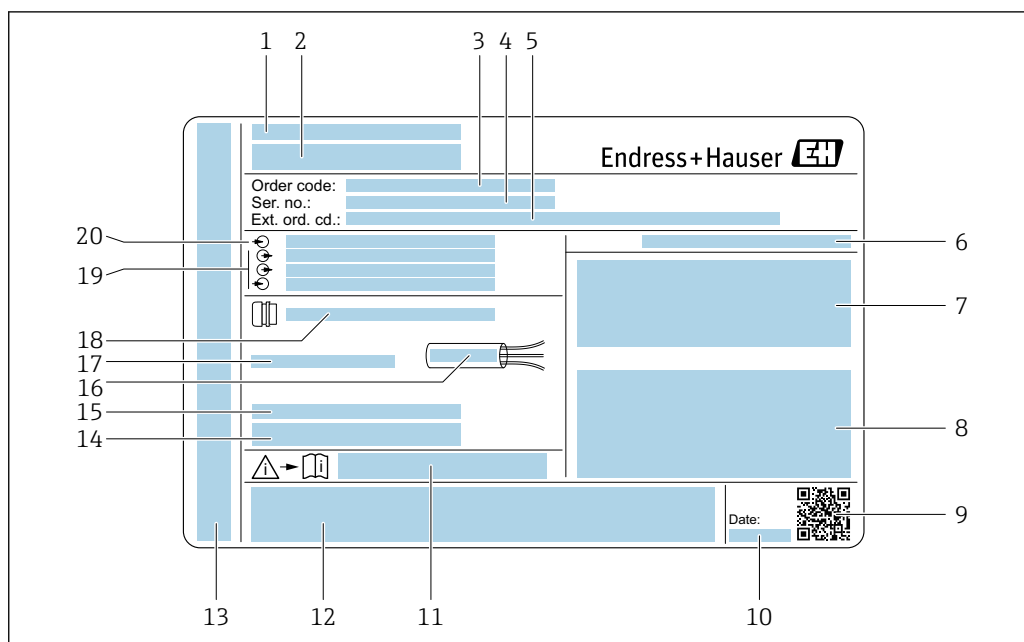 1 2 3 4 5
Endress+Hauser EH
Order code:
Ser. no.:
Ext. ord. cd.:
20
6
19
7
18
17
16
15
14
8
i i
Date:
9
13 12 11 10